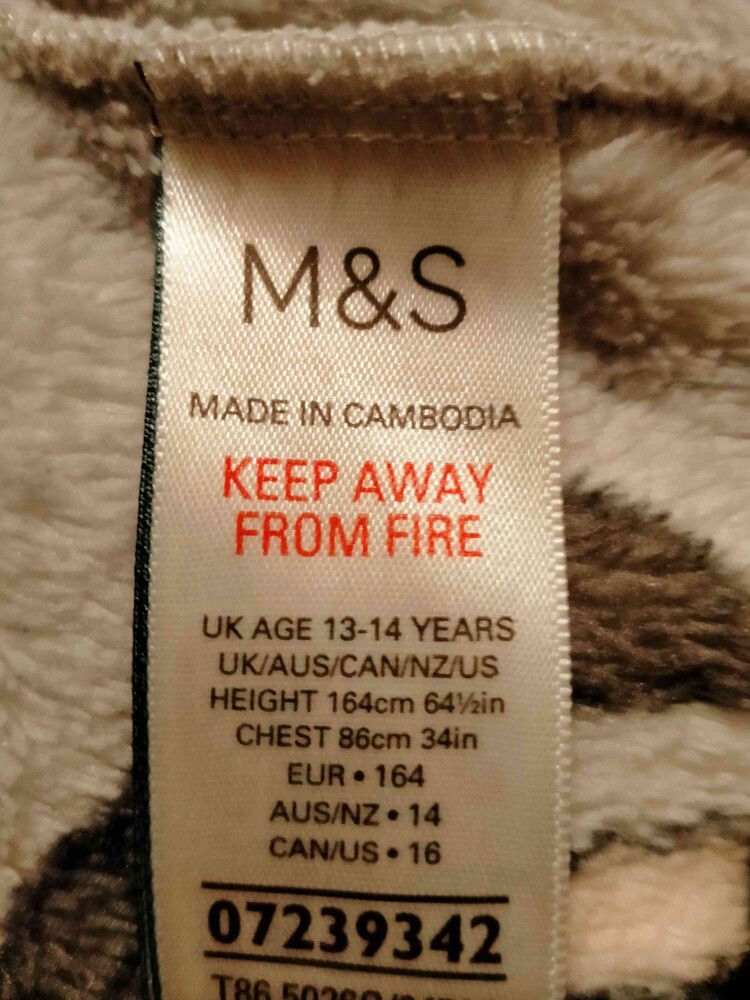 M&S
MADE IN CAMBODIA
KEEP AWAY
FROM FIRE
UK AGE 13-14 YEARS
UK/AUS/CAN/NZ/US
HEIGHT 164cm 64½in
CHEST 86cm 34in
EUR • 164
AUS/NZ • 14
CAN/US • 16
07239342
T86